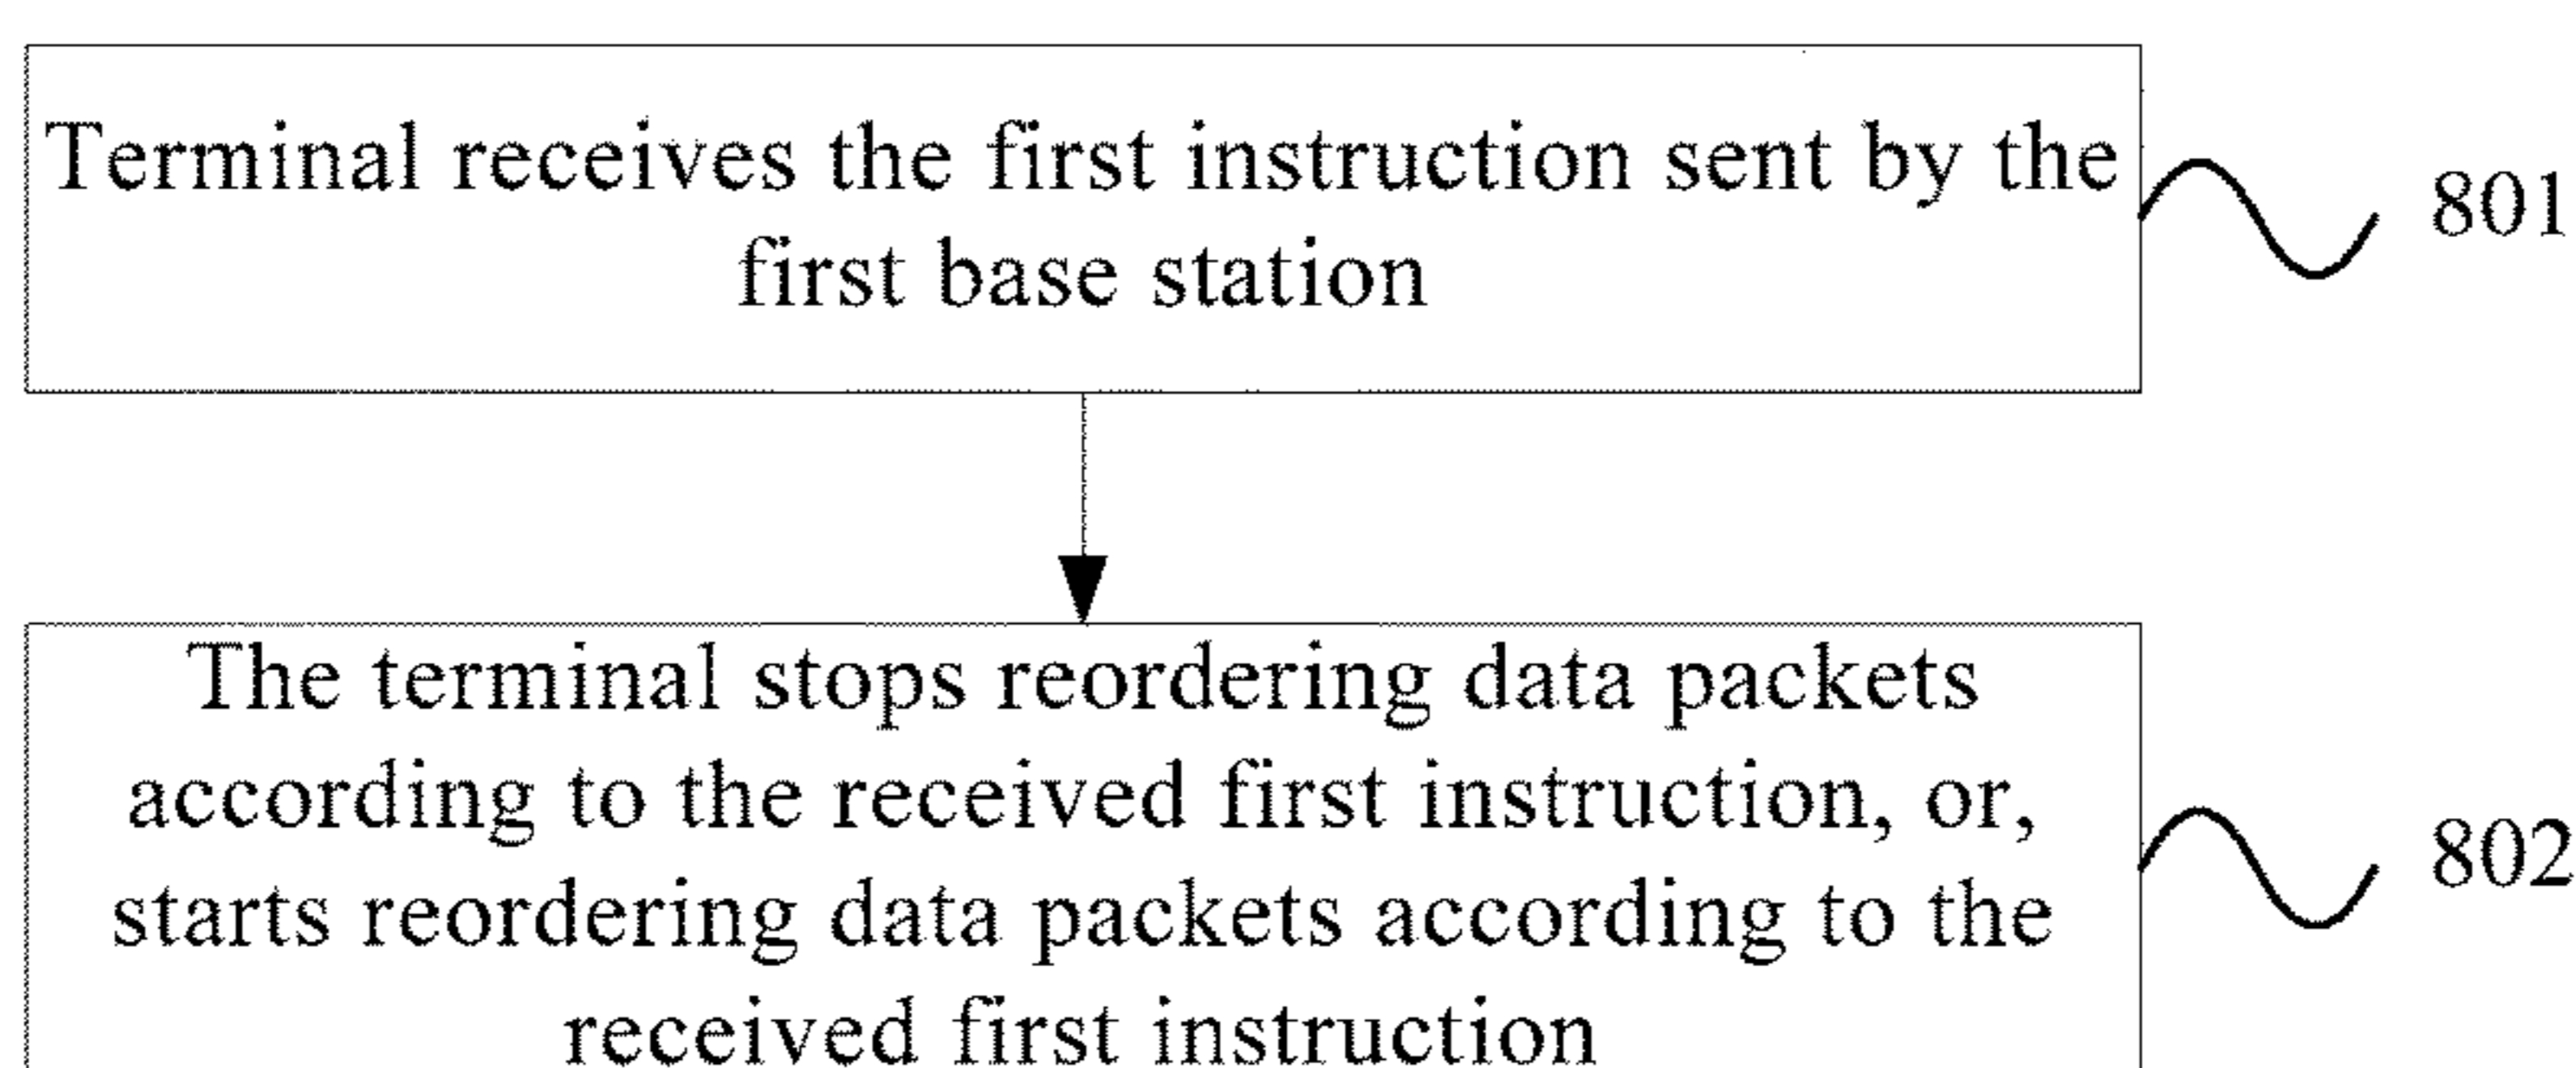 Terminal receives the first instruction sent by the
first base station
801
The terminal stops reordering data packets
according to the received first instruction, or,
starts reordering data packets according to the
received first instruction
802